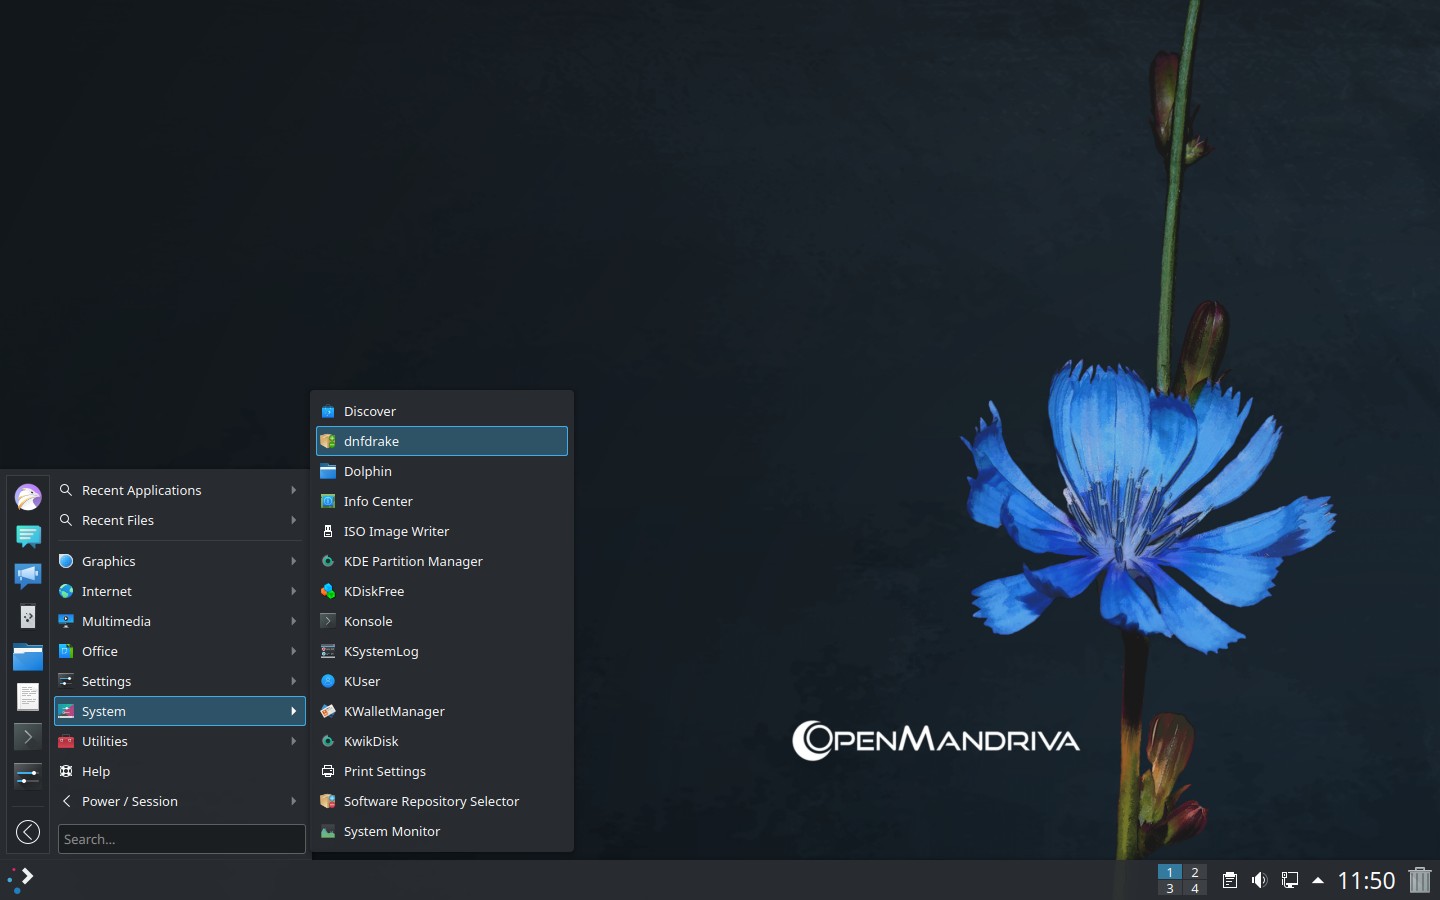 Discover
dnfdrake
Dolphin
Info Center
ISO Image Writer
KDE Partition Manager
KDiskFree
Konsole
KSystemLog
KUser
KWalletManager
KwikDisk
Print Settings
Software Repository Selector
System Monitor
Recent Applications
Recent Files
Graphics
Internet
Multimedia
Office
Settings
System
Utilities
Help
Power / Session
Search...
OPENMANDRIVA
1 2
3 4
11:50